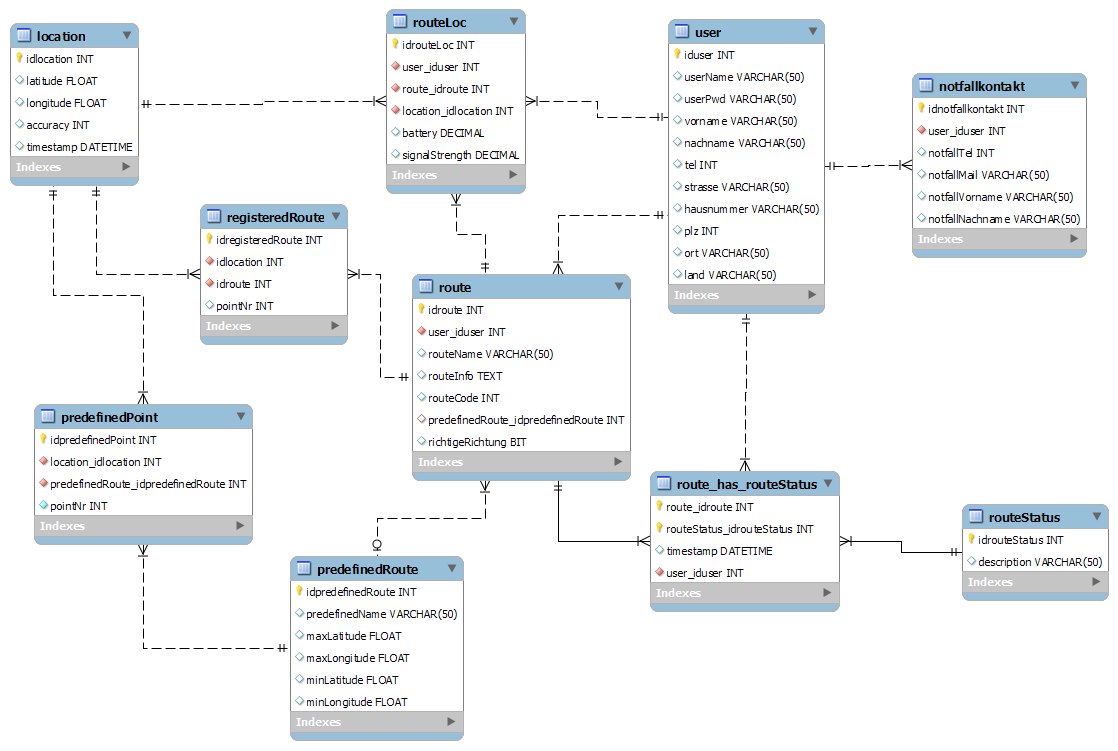 location
idlocation INT
latitude FLOAT
longitude FLOAT
accuracy INT
timestamp DATETIME
Indexes
routeLoc
idrouteLoc INT
user_iduser INT
route_idroute INT
location_idlocation INT
battery DECIMAL
signalStrength DECIMAL
Indexes
user
iduser INT
userName VARCHAR(50)
userPwd VARCHAR(50)
vorname VARCHAR(50)
nachname VARCHAR(50)
tel INT
strasse VARCHAR(50)
hausnummer VARCHAR(50)
plz INT
ort VARCHAR(50)
land VARCHAR(50)
Indexes
notfallkontakt
idnotfallkontakt INT
user_iduser INT
notfallTel INT
notfallMail VARCHAR(50)
notfallVorname VARCHAR(50)
notfallNachname VARCHAR(50)
Indexes
registeredRoute
idregisteredRoute INT
idlocation INT
idroute INT
pointNr INT
Indexes
route
idroute INT
user_iduser INT
routeName VARCHAR(50)
routeInfo TEXT
routeCode INT
predefinedRoute_idpredefinedRoute INT
richtigeRichtung BIT
Indexes
predefinedPoint
idpredefinedPoint INT
location_idlocation INT
predefinedRoute_idpredefinedRoute INT
pointNr INT
Indexes
route_has_routeStatus
route_idroute INT
routeStatus_idrouteStatus INT
timestamp DATETIME
user_iduser INT
Indexes
routeStatus
idrouteStatus INT
description VARCHAR(50)
Indexes
predefinedRoute
idpredefinedRoute INT
predefinedName VARCHAR(50)
maxLatitude FLOAT
maxLongitude FLOAT
minLatitude FLOAT
minLongitude FLOAT
Indexes